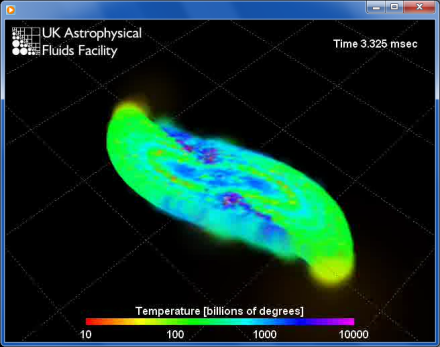 UK Astrophysical
Fluids Facility
Time 3.325 msec
Temperature [billions of degrees]
10 100 1000 10000